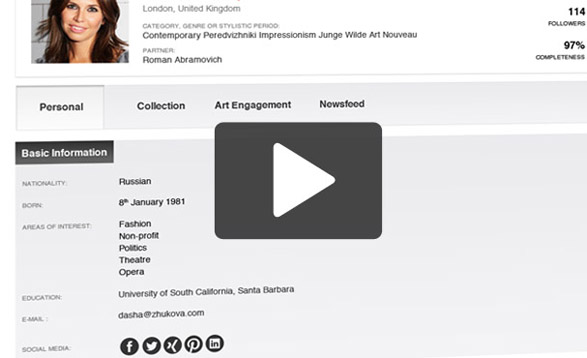 London, United Kingdom
114
FOLLOWERS
CATEGORY, GENRE OR STYLISTIC PERIOD:
Contemporary Peredvizhniki Impressionism Junge Wilde Art Nouveau
97%
COMPLETENESS
PARTNER:
Roman Abramovich
Personal Collection Art Engagement Newsfeed
Basic Information
NATIONALITY: Russian
BORN: 8th January 1981
AREAS OF INTEREST: Fashion
Non-profit
Politics
Theatre
Opera
EDUCATION: University of South California, Santa Barbara
E-MAIL : dasha@zhukova.com
SOCIAL MEDIA: